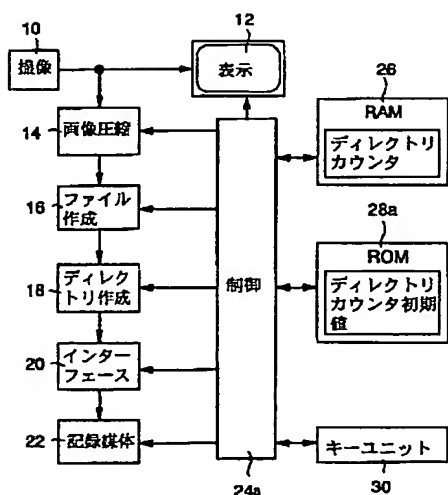 10
撮像
12
表示
14
画像圧縮
16
ファイル
作成
18
ディレク
トリ作成
20
インター
フェース
22
記録媒体
制御
24a
26
RAM
ディレクトリ
カウンタ
28a
ROM
ディレクトリ
カウンタ初期
値
キーユニット
30